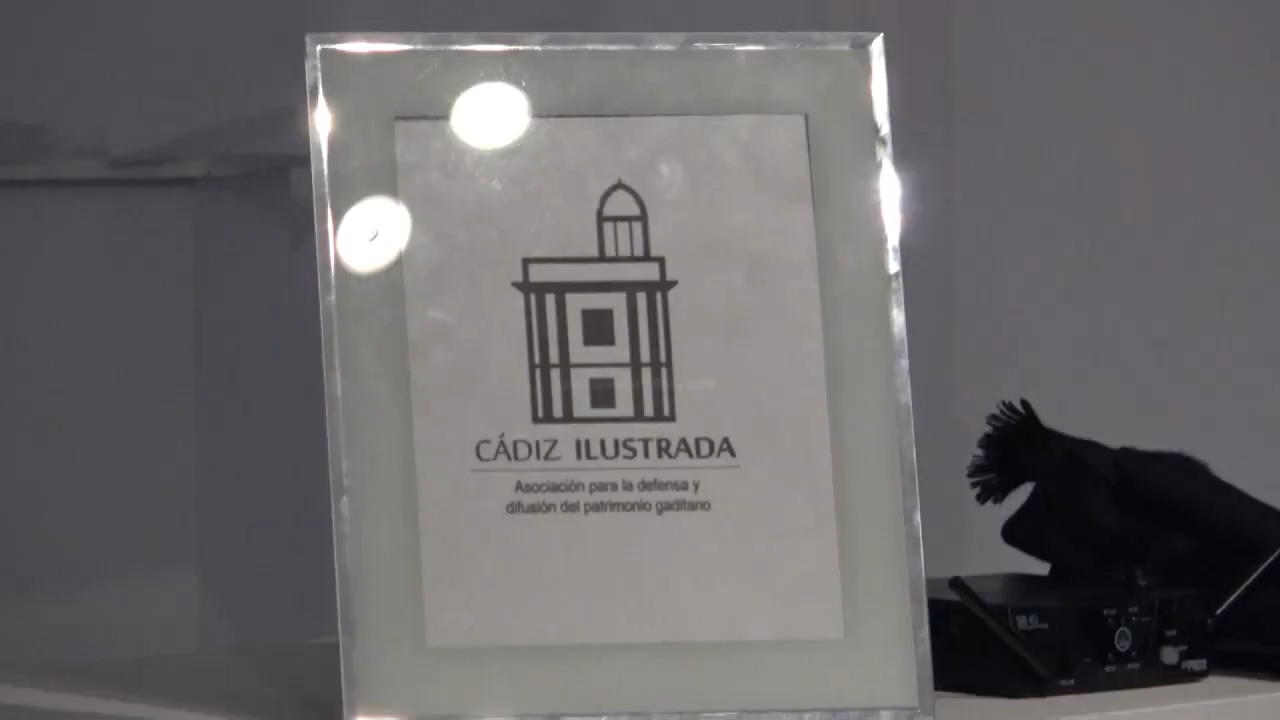 CÁDIZ ILUSTRADA
Asociación para la defensa y
difusión del patrimonio gaditano